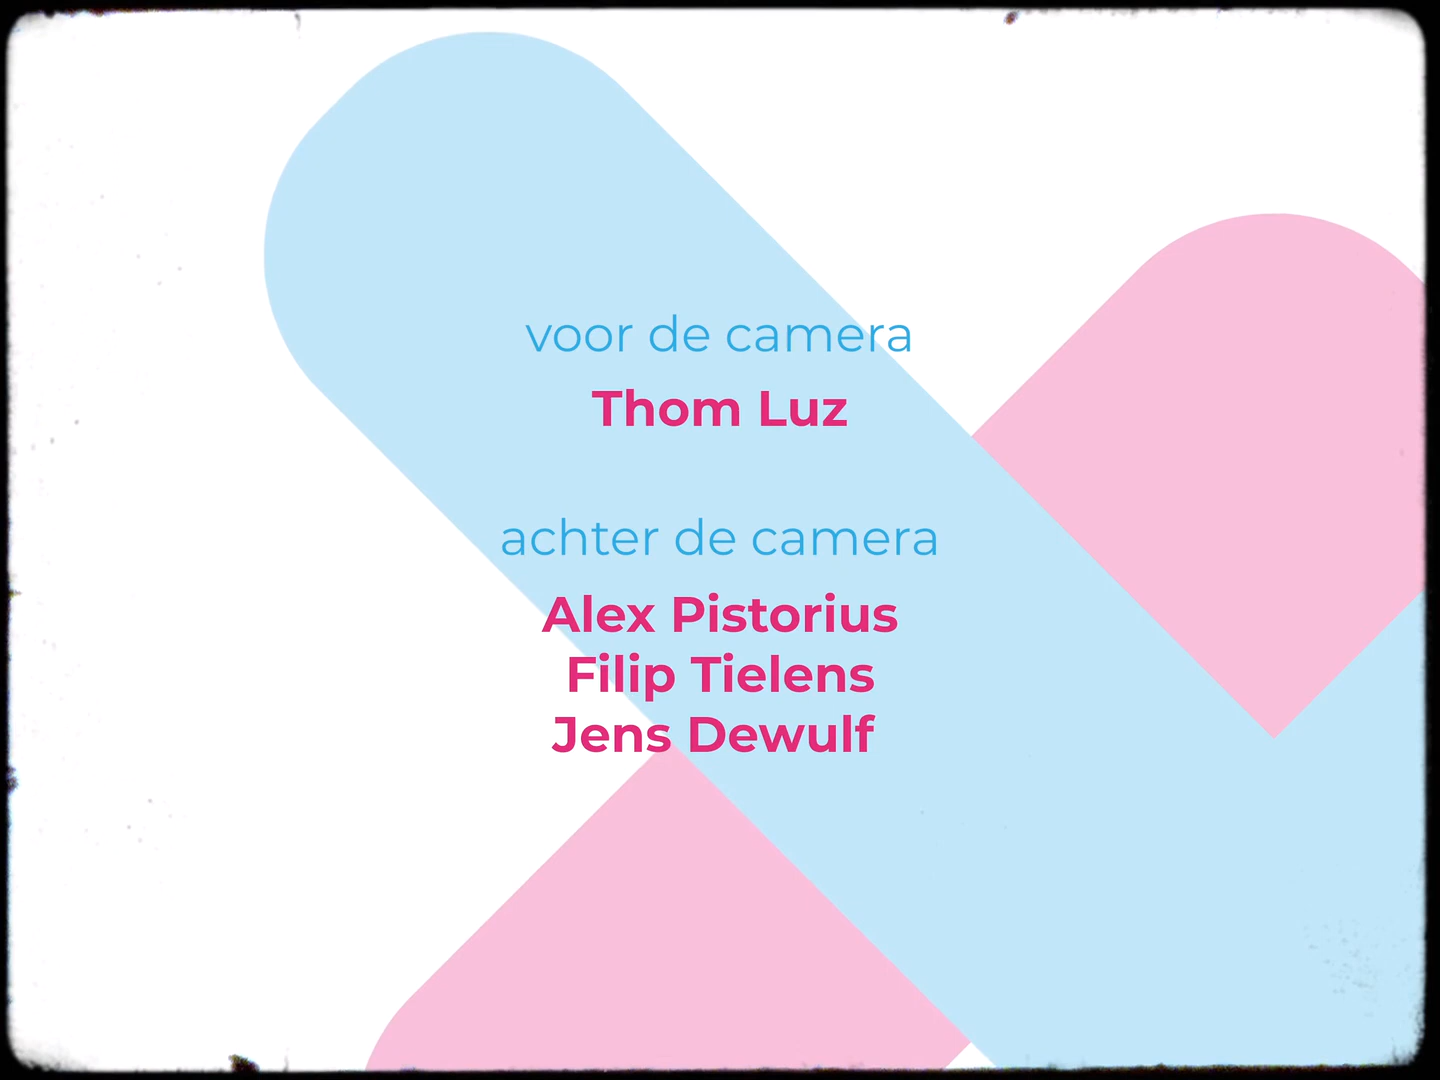 voor de camera
Thom Luz
achter de camera
Alex Pistorius
Filip Tielens
Jens Dewulf